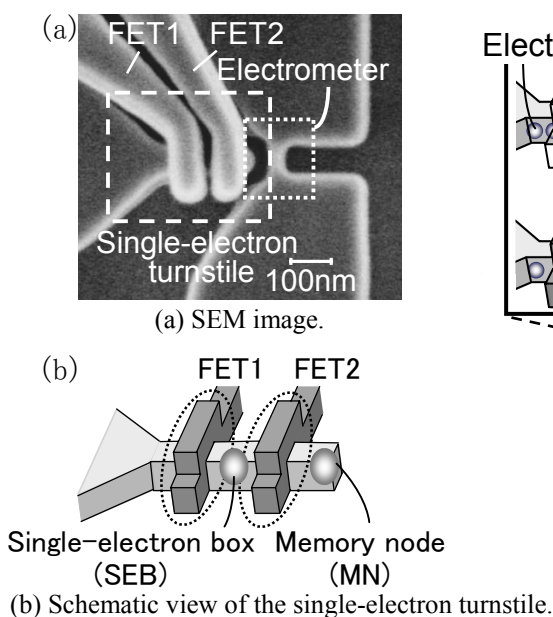 (a)
FET1 FET2
Electrometer
Single-electron
turnstile
100nm
(a) SEM image.
(b)
FET1 FET2
Single-electron box Memory node
(SEB) (MN)
(b) Schematic view of the single-electron turnstile.